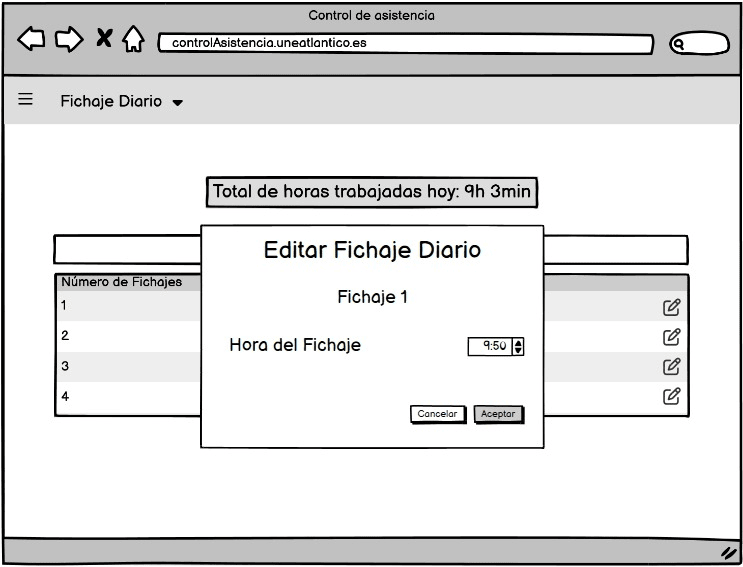 Control de asistencia
controlAsistencia.uneatlantico.es
Fichaje Diario
Total de horas trabajadas hoy: 9h 3min
Editar Fichaje Diario
Número de Fichajes
Fichaje 1
1
2
Hora del Fichaje
9:50
3
4
Cancelar
Aceptar